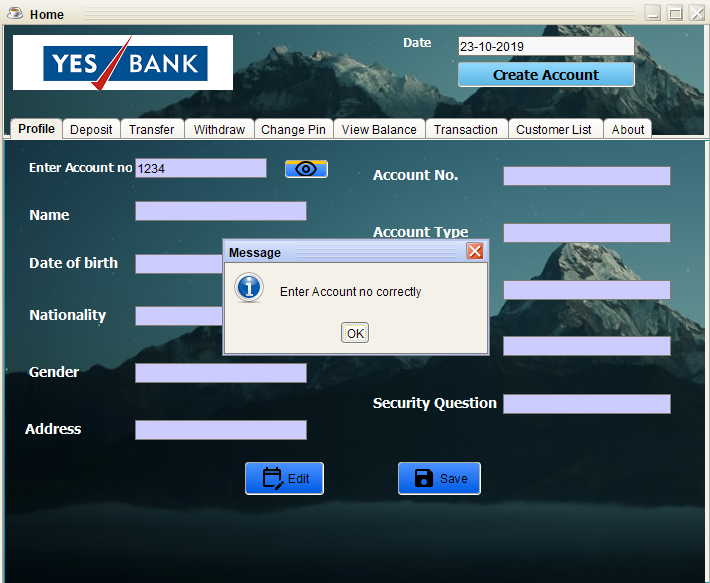 Home
YES BANK
Date
23-10-2019
Create Account
Profile
Deposit
Transfer
Withdraw
Change Pin
View Balance
Transaction
Customer List
About
Enter Account no
1234
Account No.
Name
Account Type
Date of birth
Message
Enter Account no correctly
OK
Nationality
Gender
Security Question
Address
Edit
Save